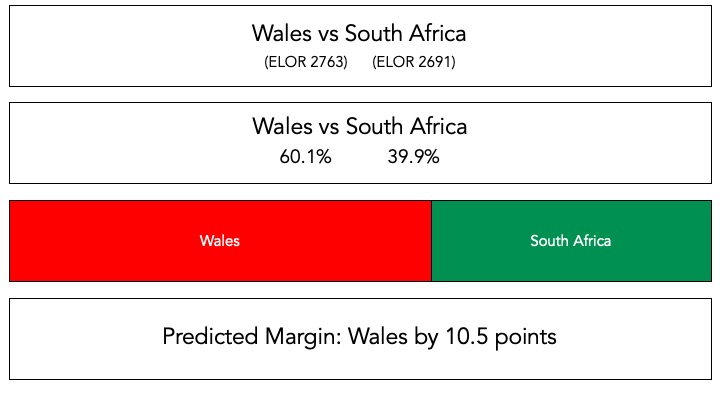 Wales vs South Africa
(ELOR 2763) (ELOR 2691)
Wales vs South Africa
60.1% 39.9%
Wales South Africa
Predicted Margin: Wales by 10.5 points